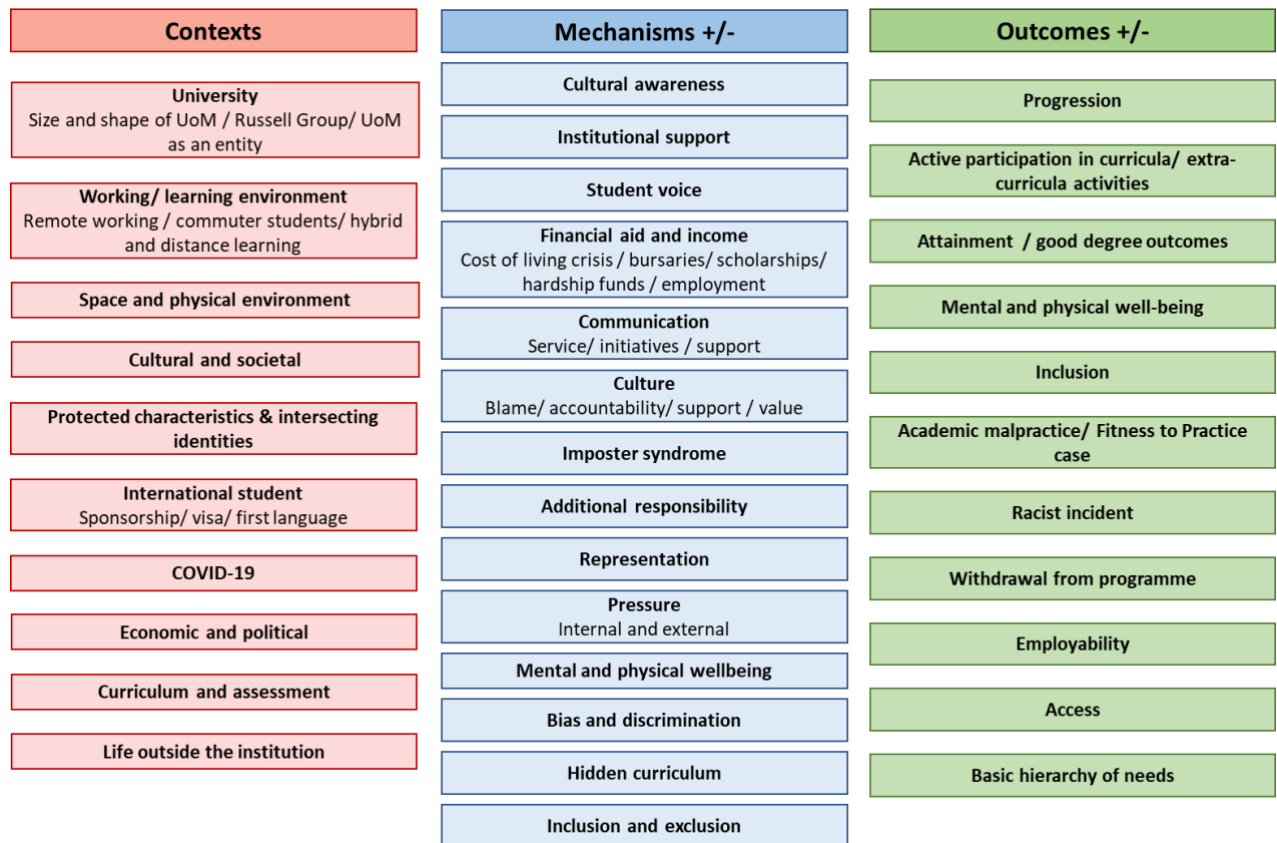 Contexts
University
Size and shape of UoM / Russell Group/ UoM
as an entity
Working/ learning environment
Remote working / commuter students/ hybrid
and distance learning
Space and physical environment
Cultural and societal
Protected characteristics & intersecting
identities
International student
Sponsorship/ visa/ first language
COVID-19
Economic and political
Curriculum and assessment
Life outside the institution
Mechanisms +/-
Cultural awareness
Institutional support
Student voice
Financial aid and income
Cost of living crisis / bursaries/ scholarships/
hardship funds / employment
Communication
Service/ initiatives / support
Culture
Blame/ accountability/ support / value
Imposter syndrome
Additional responsibility
Representation
Pressure
Internal and external
Mental and physical wellbeing
Bias and discrimination
Hidden curriculum
Inclusion and exclusion
Outcomes +/-
Progression
Active participation in curricula/ extra-
curricula activities
Attainment / good degree outcomes
Mental and physical well-being
Inclusion
Academic malpractice/ Fitness to Practice
case
Racist incident
Withdrawal from programme
Employability
Access
Basic hierarchy of needs